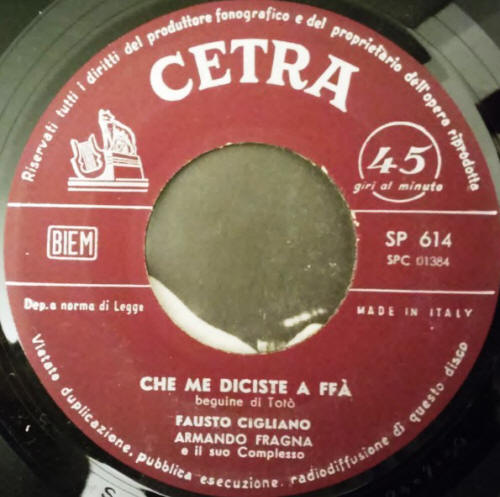 Riservati tutti i diritti del produttore fonografico e del proprietario dell'opera riprodotta
CETRA
45
giri al minuto
BIEM
SP 614
SPC 01384
Dep. a norma di Legge
MADE IN ITALY
CHE ME DICISTE A FFÀ
beguine di Totò
FAUSTO CIGLIANO
ARMANDO FRAGNA
e il suo Complesso
Vietate duplicazione, pubblica esecuzione, radiodiffusione di questo disco